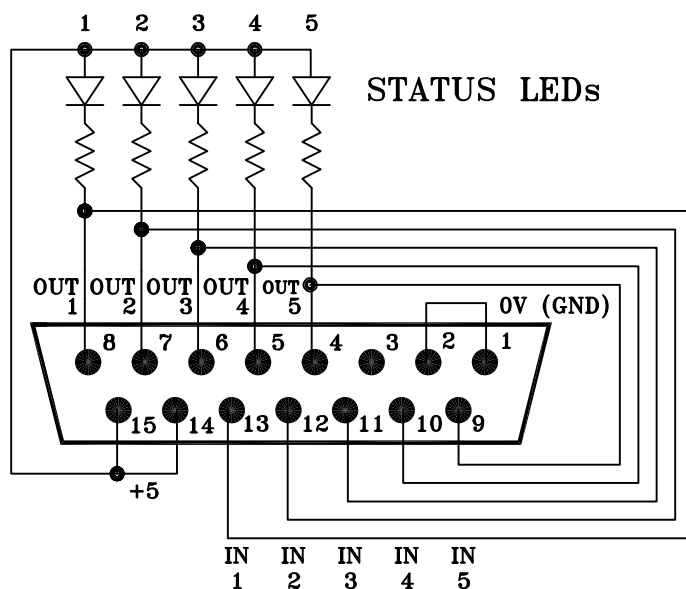 1 2 3 4 5
STATUS LEDs
OUT OUT OUT OUT OUT
1 2 3 4 5
0V (GND)
8 7 6 5 4 3 2 1
15 14 13 12 11 10 9
+5
IN IN IN IN IN
1 2 3 4 5